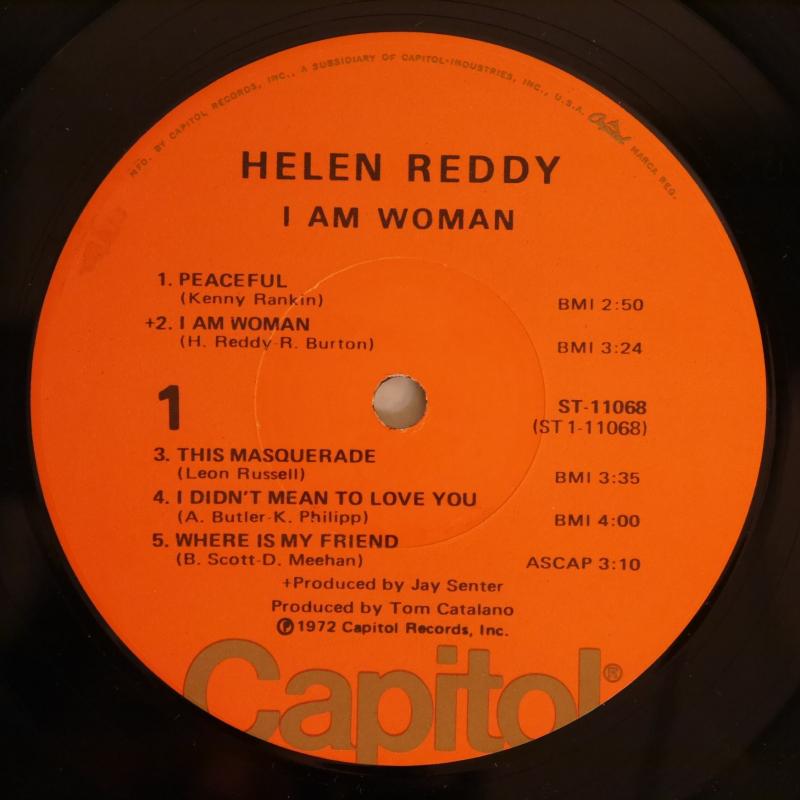 MFD. BY CAPITOL RECORDS, INC., A SUBSIDIARY OF CAPITOL INDUSTRIES, INC., U.S.A. Capitol MARCA REG.
HELEN REDDY
I AM WOMAN
1. PEACEFUL
(Kenny Rankin) BMI 2:50
+2. I AM WOMAN
(H. Reddy-R. Burton) BMI 3:24
1 ST-11068
(ST 1-11068)
3. THIS MASQUERADE
(Leon Russell) BMI 3:35
4. I DIDN'T MEAN TO LOVE YOU
(A. Butler-K. Philipp) BMI 4:00
5. WHERE IS MY FRIEND
(B. Scott-D. Meehan) ASCAP 3:10
+Produced by Jay Senter
Produced by Tom Catalano
℗1972 Capitol Records, Inc.
Capitol®